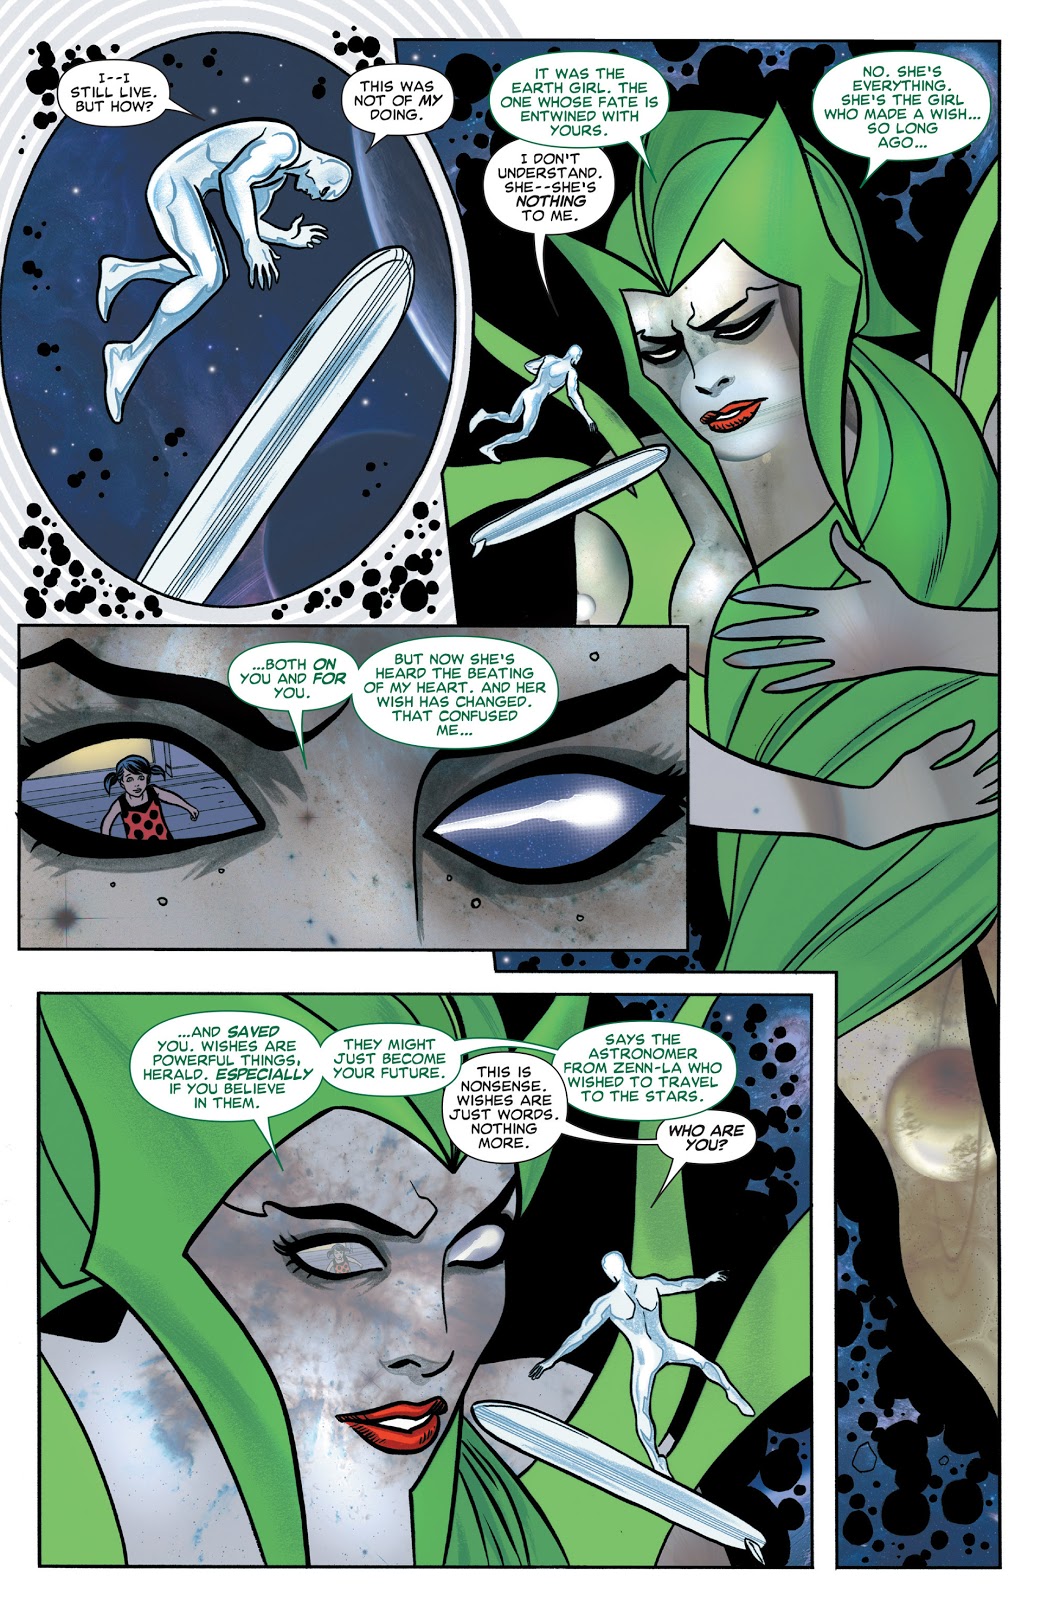 I--I
STILL LIVE.
BUT HOW?
THIS WAS
NOT OF MY
DOING.
IT WAS THE
EARTH GIRL. THE
ONE WHOSE FATE IS
ENTWINED WITH
YOURS.
I DON'T
UNDERSTAND.
SHE--SHE'S
NOTHING
TO ME.
NO. SHE'S
EVERYTHING.
SHE'S THE GIRL
WHO MADE A WISH...
SO LONG
AGO...
...BOTH ON
YOU AND FOR
YOU.
BUT NOW SHE'S
HEARD THE BEATING
OF MY HEART. AND HER
WISH HAS CHANGED.
THAT CONFUSED
ME...
...AND SAVED
YOU. WISHES ARE
POWERFUL THINGS,
HERALD. ESPECIALLY
IF YOU BELIEVE
IN THEM.
THEY MIGHT
JUST BECOME
YOUR FUTURE.
THIS IS
NONSENSE.
WISHES ARE
JUST WORDS.
NOTHING
MORE.
SAYS THE
ASTRONOMER
FROM ZENN-LA WHO
WISHED TO TRAVEL
TO THE STARS.
WHO ARE
YOU?